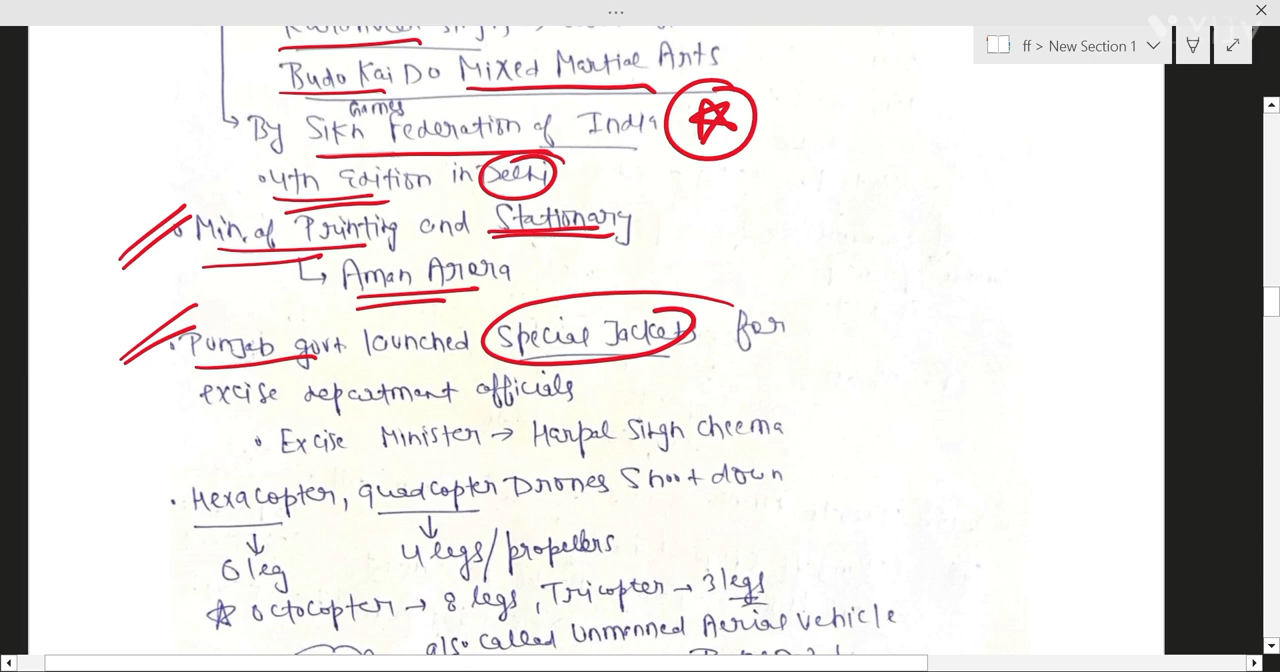 ...
ff > New Section 1
Budo Kai Do Mixed Martial Arts
Games
By Sikh Federation of India
4th Edition in Delhi
Min. of Printing and Stationary
Aman Arora
Punjab govt launched Special Jackets for
excise department officials
Excise Minister → Harpal Singh Cheema
Hexacopter, quadcopter Drones Shoot down
6 leg
4 legs/propellers
octocopter → 8 legs, Tricopter → 3 legs
also called Unmenned Aerial vehicle